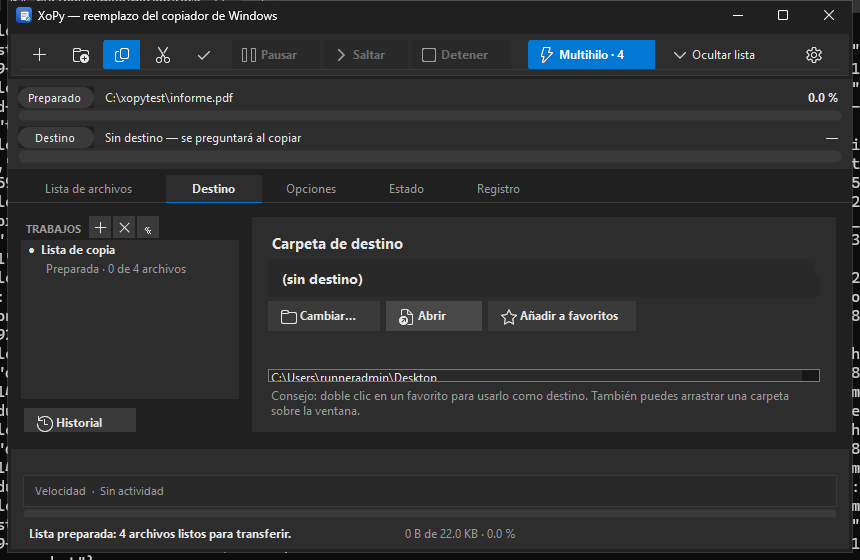 XoPy — reemplazo del copiador de Windows
Pausar
Saltar
Detener
Multihilo · 4
Ocultar lista
Preparado
C:\xopytest\informe.pdf
0.0 %
Destino
Sin destino — se preguntará al copiar
—
Lista de archivos
Destino
Opciones
Estado
Registro
TRABAJOS
• Lista de copia
Preparada · 0 de 4 archivos
Historial
Carpeta de destino
(sin destino)
Cambiar...
Abrir
Añadir a favoritos
C:\Users\runneradmin\Desktop
Consejo: doble clic en un favorito para usarlo como destino. También puedes arrastrar una carpeta
sobre la ventana.
Velocidad · Sin actividad
Lista preparada: 4 archivos listos para transferir.
0 B de 22.0 KB · 0.0 %